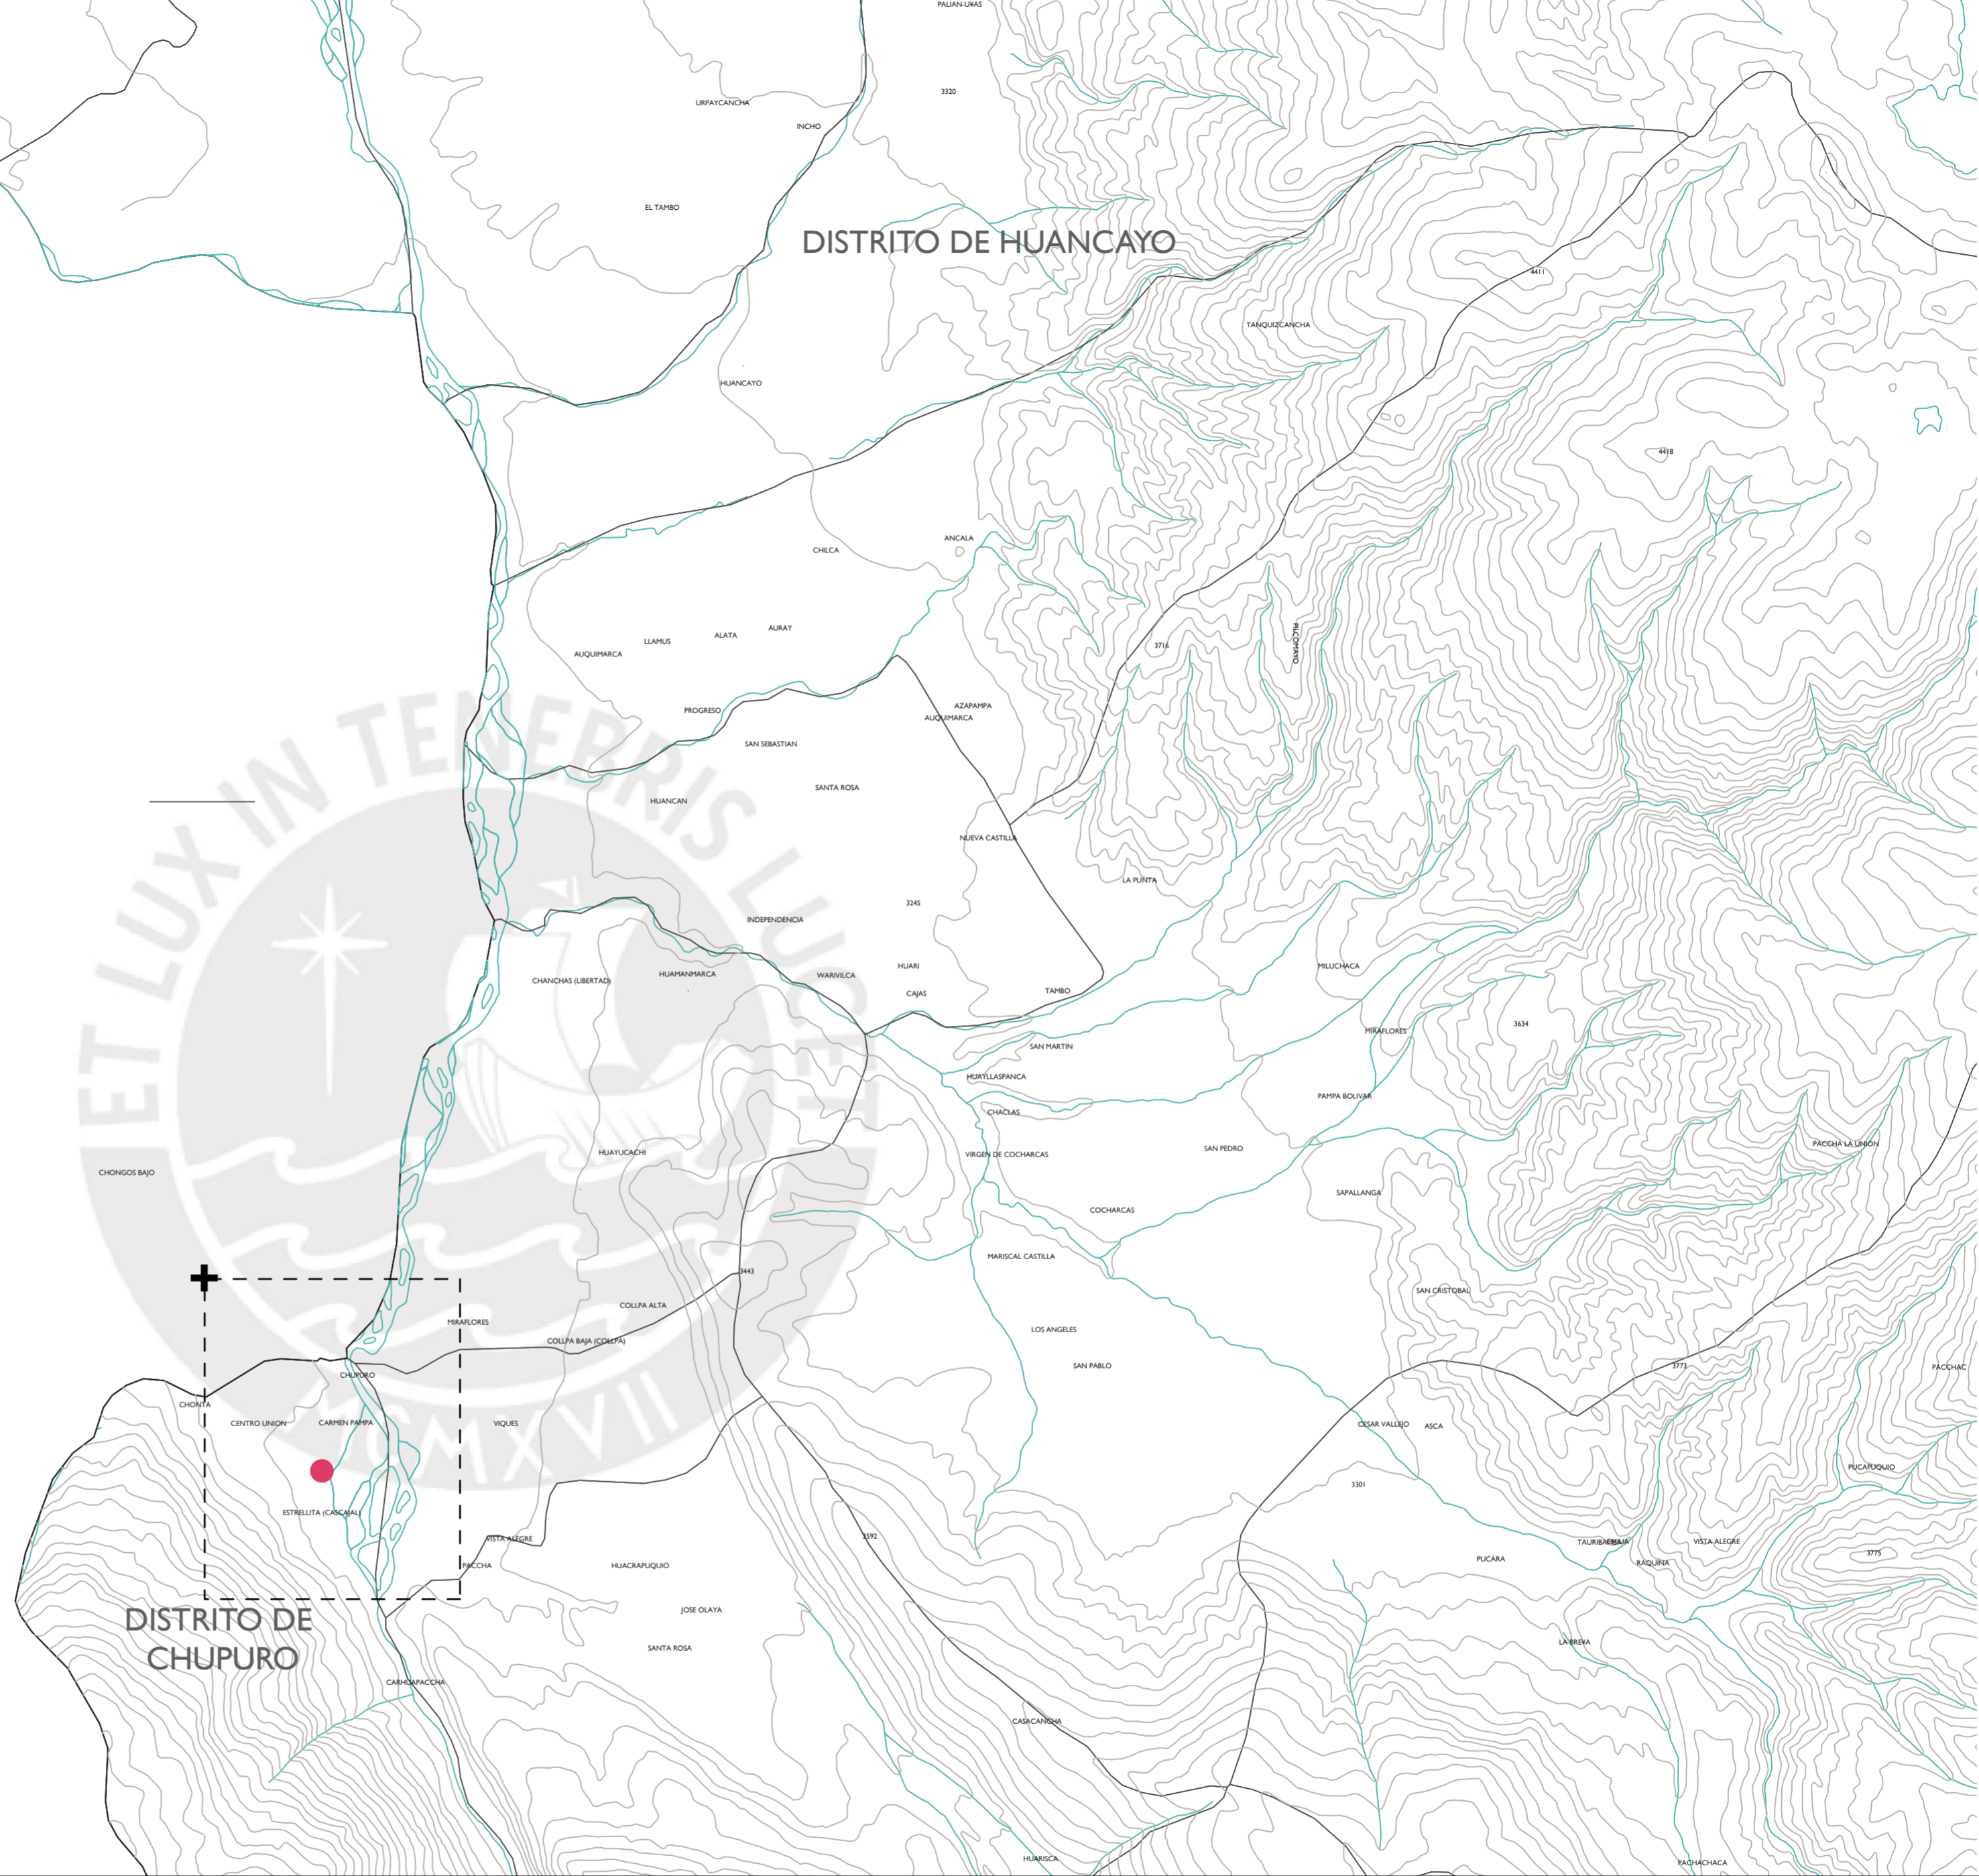 PALIAN-UYAS
3320
URPAYCANCHA
INCHO
EL TAMBO
DISTRITO DE HUANCAYO
4411
TANQUIZCANCHA
HUANCAYO
4418
ANCALA
CHILCA
AURAY
ALATA
LLAMUS
AUQUIMARCA
3716
PILCOMAYO
AZAPAMPA
AUQUIMARCA
PROGRESO
SAN SEBASTIAN
SANTA ROSA
HUANCAN
NUEVA CASTILLA
LA PUNTA
3245
INDEPENDENCIA
HUARI
MILUCHACA
WARIVILCA
HUAMANMARCA
CHANCHAS (LIBERTAD)
CAJAS
TAMBO
3634
MIRAFLORES
SAN MARTIN
HUAYLLASPANCA
PAMPA BOLIVAR
CHACLAS
PACCHA LA UNION
SAN PEDRO
HUAYUCACHI
VIRGEN DE COCHARCAS
CHONGOS BAJO
SAPALLANGA
COCHARCAS
MARISCAL CASTILLA
3443
SAN CRISTOBAL
COLLPA ALTA
MIRAFLORES
LOS ANGELES
COLLPA BAJA (COLLPA)
SAN PABLO
3773
PACCHAC
CHUPURO
CHONTA
CENTRO UNION
CARMEN PAMPA
VIQUES
CESAR VALLEJO
ASCA
PUCAPUQUIO
3301
ESTRELLITA (CASCAJAL)
3592
VISTA ALEGRE
VISTA ALEGRE
3775
PUCARA
RAQUINA
PACCHA
HUACRAPUQUIO
JOSE OLAYA
DISTRITO DE
CHUPURO
SANTA ROSA
LA BREYA
CARHUAPACCHA
CASACANCHA
HUARISCA
PACHACHACA
ET LUX IN TENEBRIS LUCET
MCMXVII